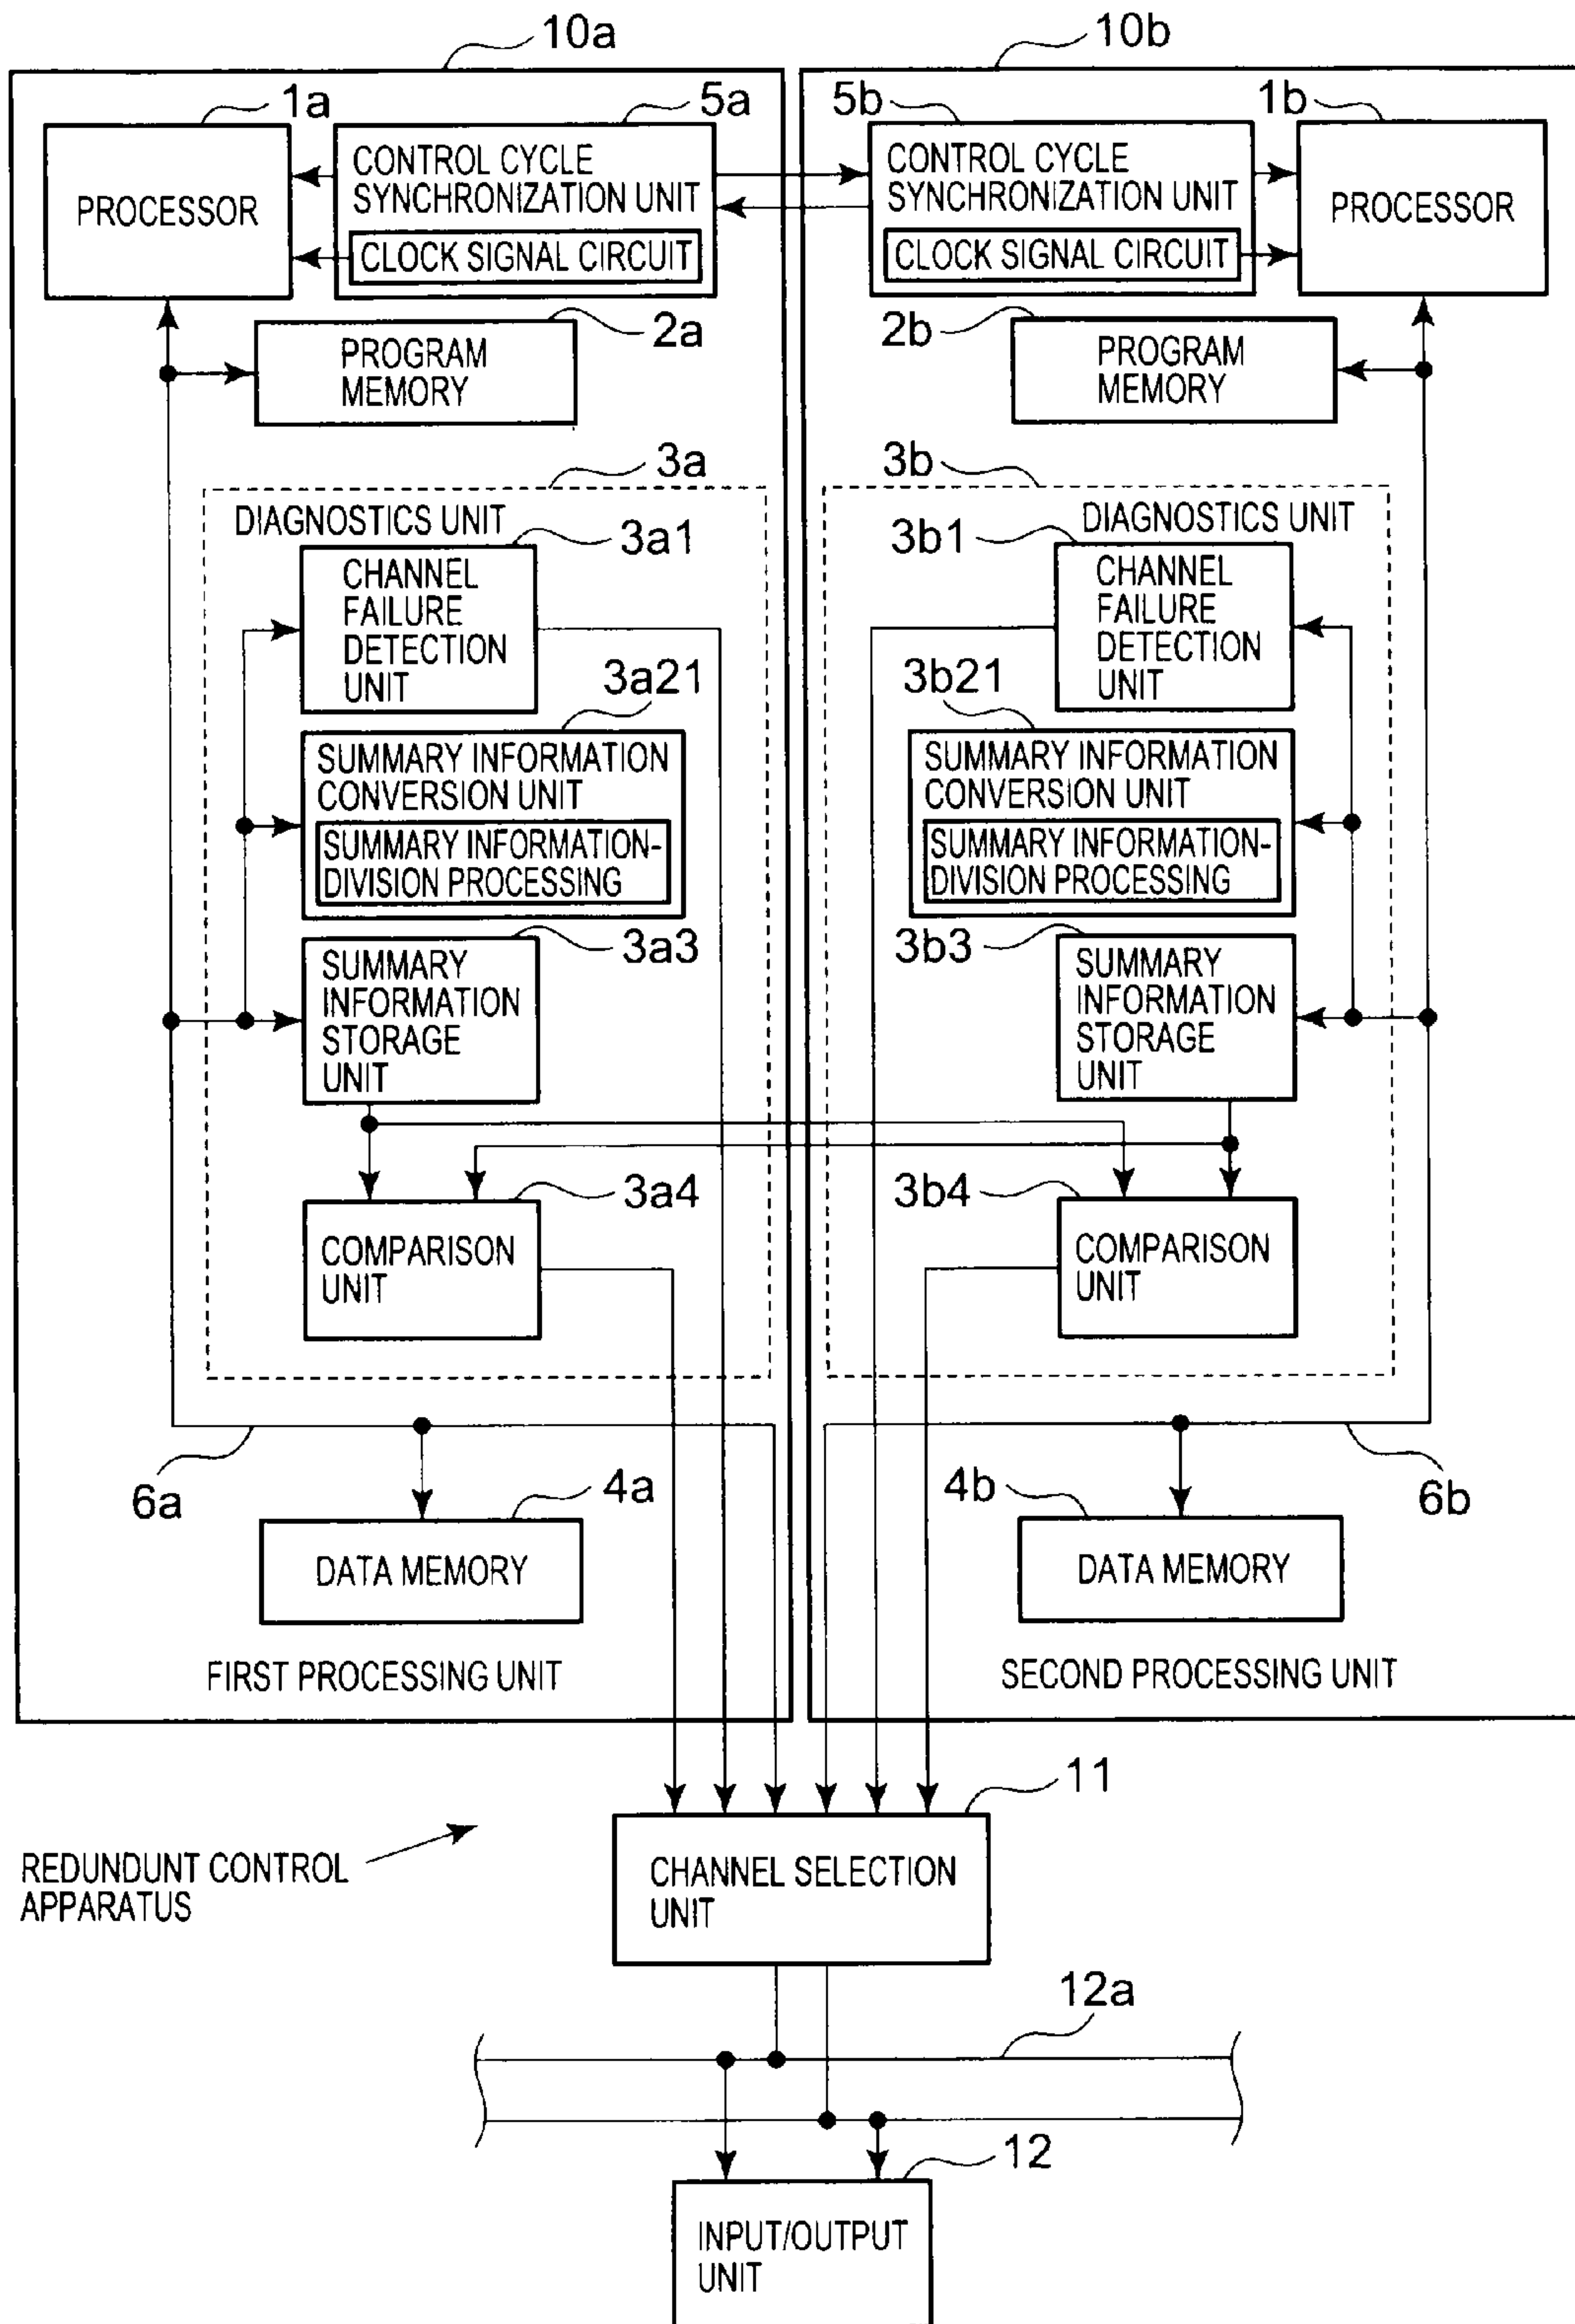 10a
10b
1a
5a
5b
1b
PROCESSOR
CONTROL CYCLE
SYNCHRONIZATION UNIT
CLOCK SIGNAL CIRCUIT
CONTROL CYCLE
SYNCHRONIZATION UNIT
CLOCK SIGNAL CIRCUIT
PROCESSOR
2a
2b
PROGRAM
MEMORY
PROGRAM
MEMORY
3a
3b
DIAGNOSTICS UNIT
DIAGNOSTICS UNIT
3a1
3b1
CHANNEL
FAILURE
DETECTION
UNIT
CHANNEL
FAILURE
DETECTION
UNIT
3a21
3b21
SUMMARY INFORMATION
CONVERSION UNIT
SUMMARY INFORMATION-
DIVISION PROCESSING
SUMMARY INFORMATION
CONVERSION UNIT
SUMMARY INFORMATION-
DIVISION PROCESSING
3a3
3b3
SUMMARY
INFORMATION
STORAGE
UNIT
SUMMARY
INFORMATION
STORAGE
UNIT
3a4
3b4
COMPARISON
UNIT
COMPARISON
UNIT
6a
4a
4b
6b
DATA MEMORY
DATA MEMORY
FIRST PROCESSING UNIT
SECOND PROCESSING UNIT
11
REDUNDUNT CONTROL
APPARATUS
CHANNEL SELECTION
UNIT
12a
12
INPUT/OUTPUT
UNIT